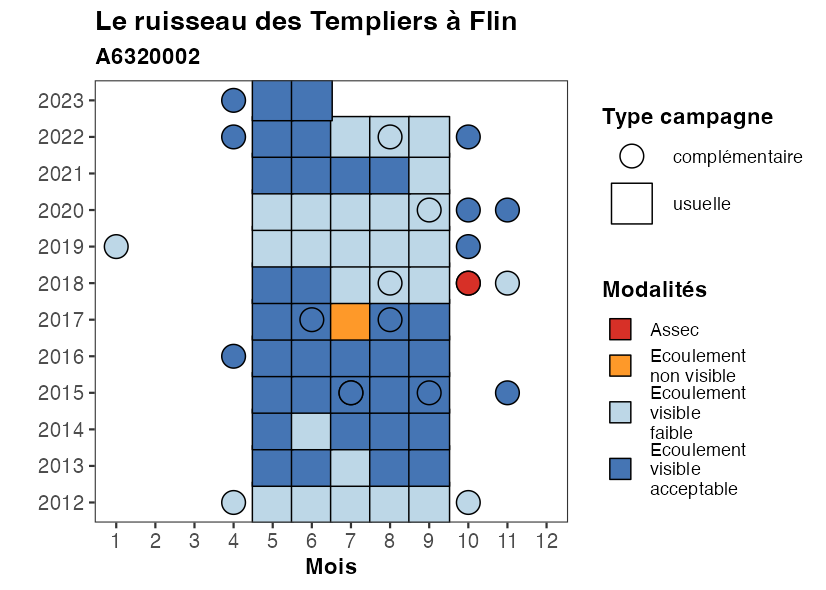 Le ruisseau des Templiers à Flin
A6320002
2023
2022
2021
2020
2019
2018
2017
2016
2015
2014
2013
2012
1 2 3 4 5 6 7 8 9 10 11 12
Mois
Type campagne
complémentaire
usuelle
Modalités
Assec
Ecoulement
non visible
Ecoulement
visible
faible
Ecoulement
visible
acceptable